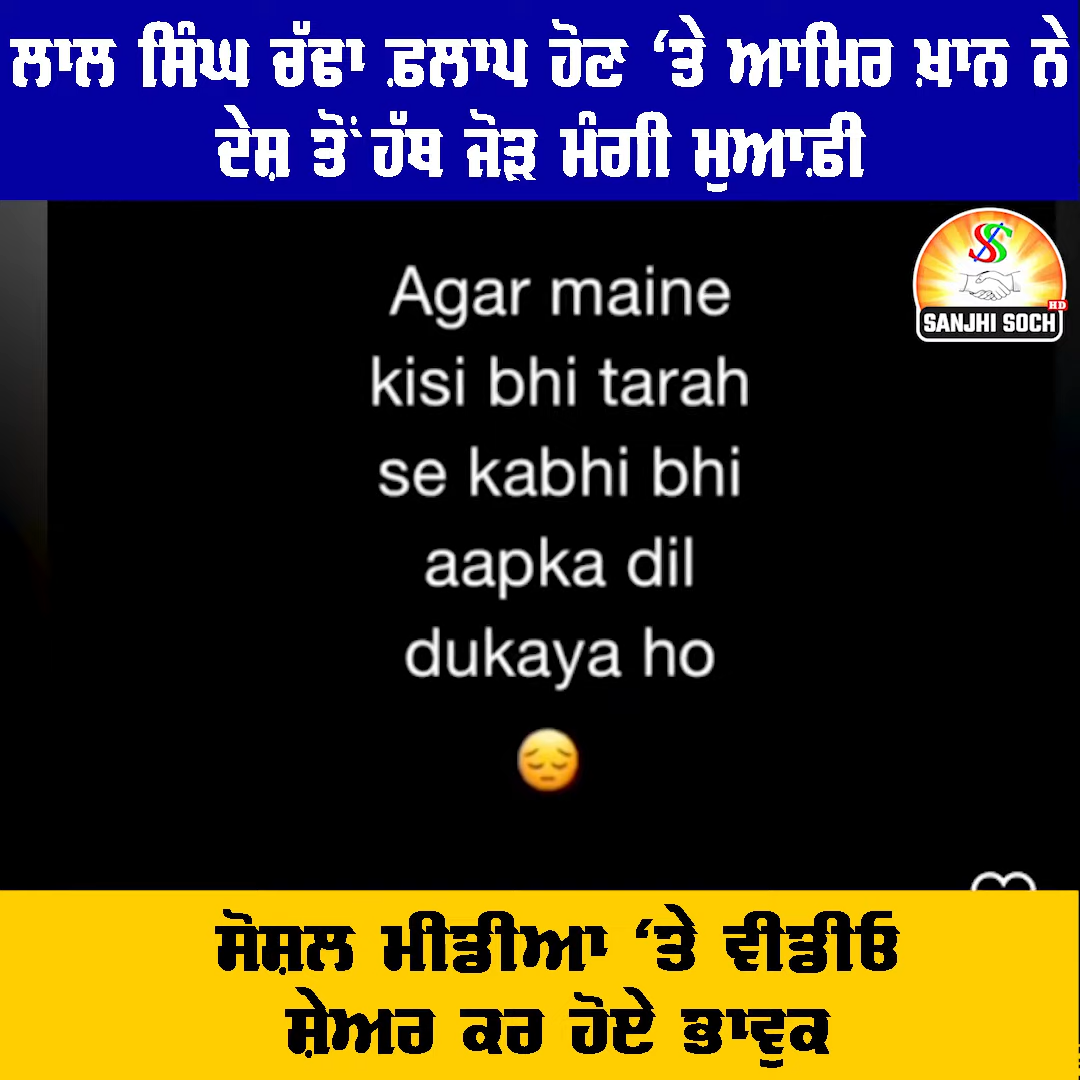 ਲਾਲ ਸਿੰਘ ਚੱਢਾ ਫ਼ਲਾਪ ਹੋਣ ‘ਤੇ ਆਮਿਰ ਖ਼ਾਨ ਨੇ
ਦੇਸ਼ ਤੋਂ ਹੱਥ ਜੋੜ ਮੰਗੀ ਮੁਆਫ਼ੀ
SS
SANJHI SOCH HD
Agar maine
kisi bhi tarah
se kabhi bhi
aapka dil
dukaya ho
ਸੋਸ਼ਲ ਮੀਡੀਆ ‘ਤੇ ਵੀਡੀਓ
ਸ਼ੇਅਰ ਕਰ ਹੋਏ ਭਾਵੁਕ